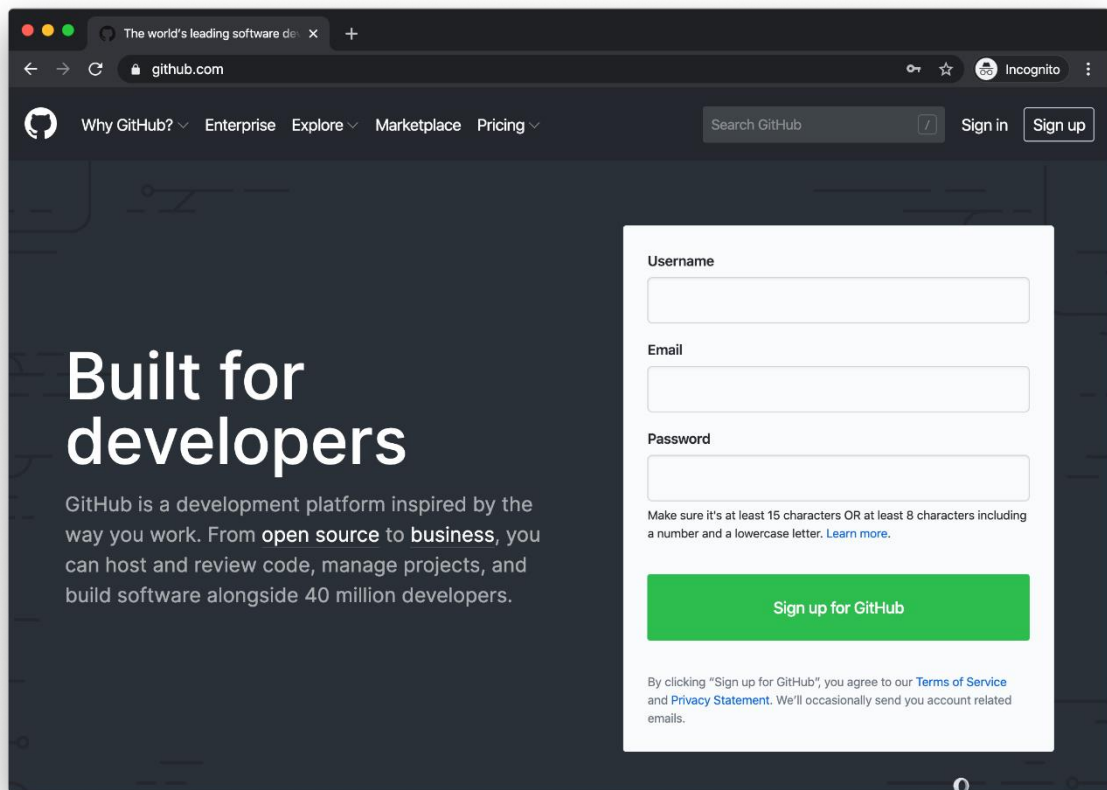 The world's leading software de
github.com
Incognito
Why GitHub? Enterprise Explore Marketplace Pricing
Search GitHub /
Sign in
Sign up
Built for
developers
GitHub is a development platform inspired by the
way you work. From open source to business, you
can host and review code, manage projects, and
build software alongside 40 million developers.
Username
Email
Password
Make sure it's at least 15 characters OR at least 8 characters including
a number and a lowercase letter. Learn more.
Sign up for GitHub
By clicking “Sign up for GitHub”, you agree to our Terms of Service
and Privacy Statement. We’ll occasionally send you account related
emails.